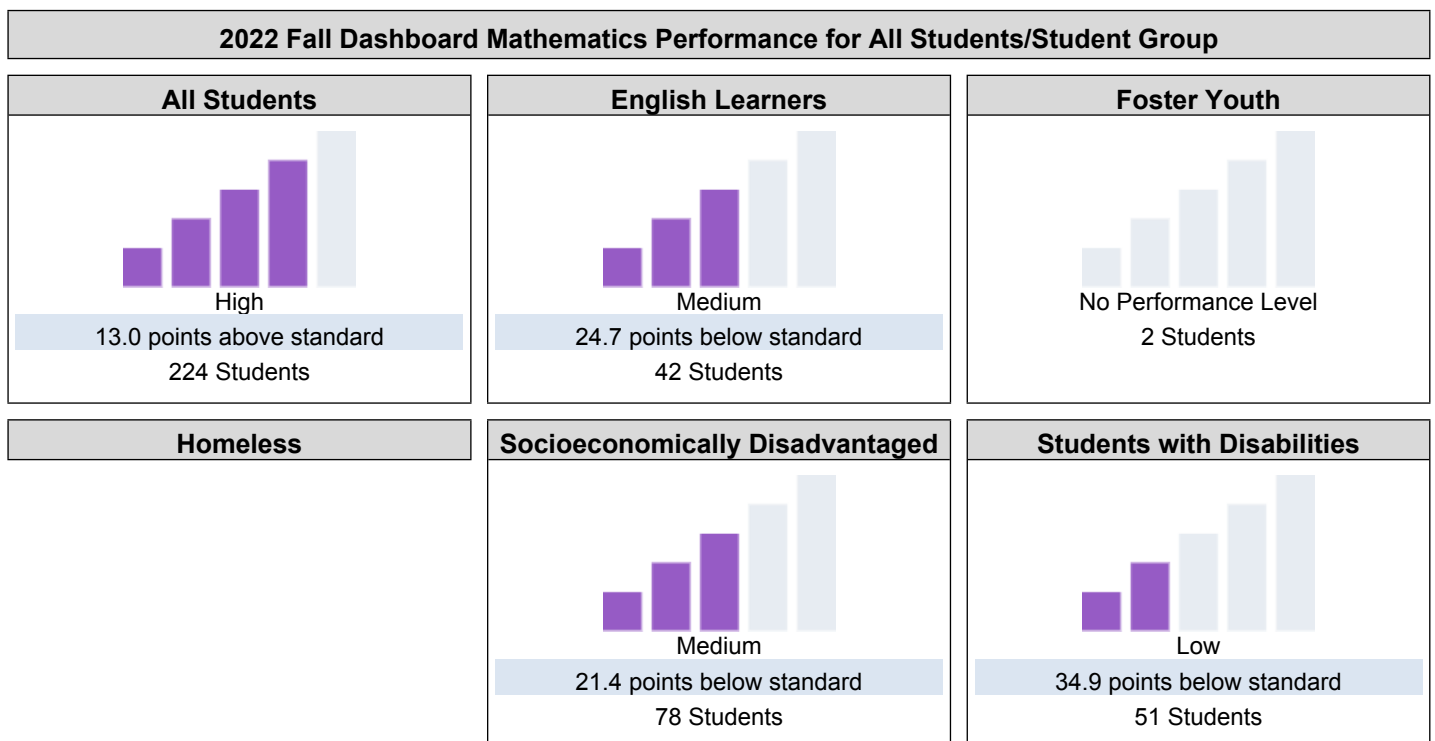 2022 Fall Dashboard Mathematics Performance for All Students/Student Group
All Students
High
13.0 points above standard
224 Students
English Learners
Medium
24.7 points below standard
42 Students
Foster Youth
No Performance Level
2 Students
Homeless
Socioeconomically Disadvantaged
Medium
21.4 points below standard
78 Students
Students with Disabilities
Low
34.9 points below standard
51 Students